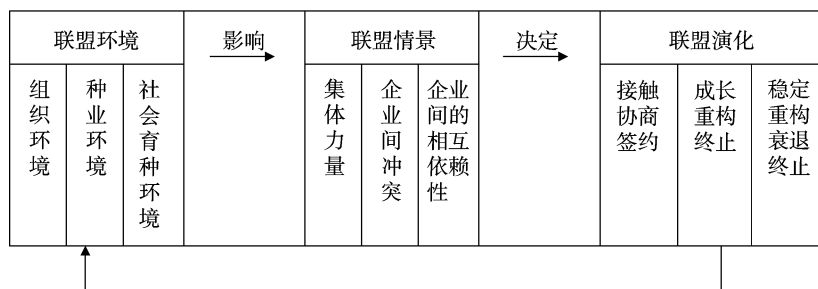 联盟环境
影响
联盟情景
决定
联盟演化
组织环境
种业环境
社会育种环境
集体力量
企业间冲突
企业间的相互依赖性
接触
协商
签约
成长
重构
终止
稳定
重构
衰退
终止